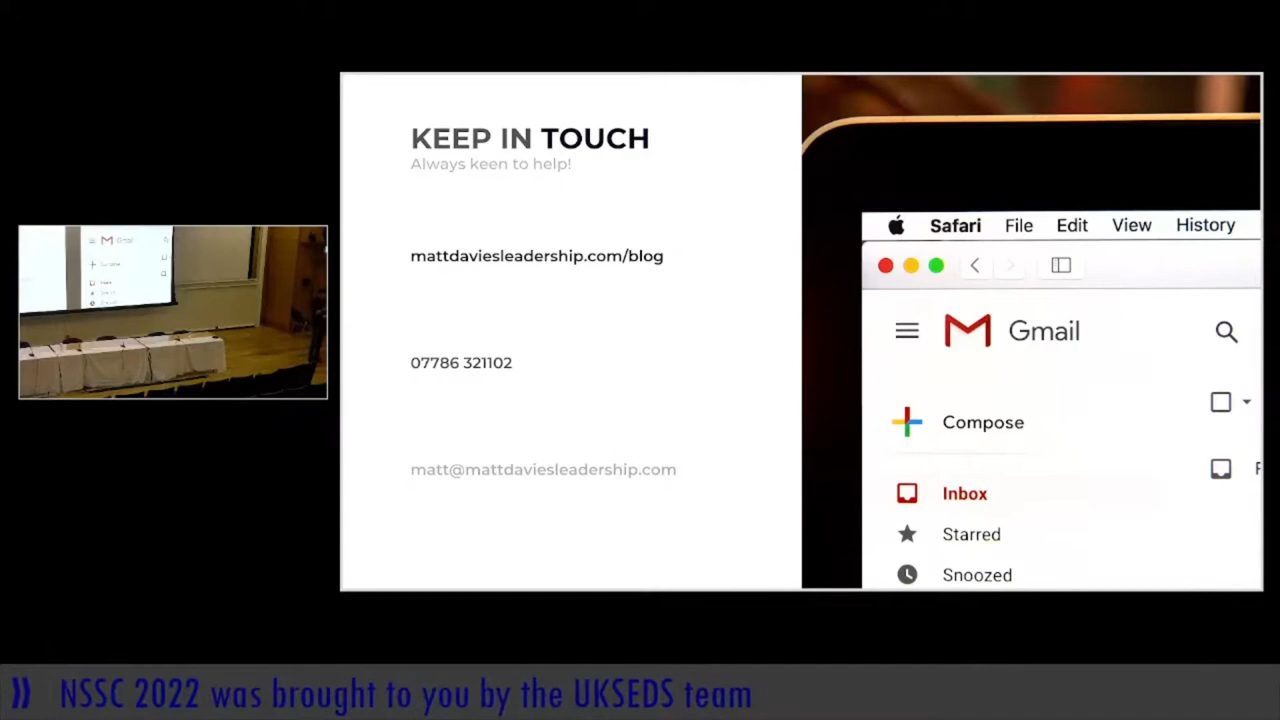 KEEP IN TOUCH
Always keen to help!
mattdaviesleadership.com/blog
07786 321102
matt@mattdaviesleadership.com
Safari File Edit View History
Gmail
Compose
Inbox
Starred
Snoozed
Gmail
NSSC 2022 was brought to you by the UKSEDS team